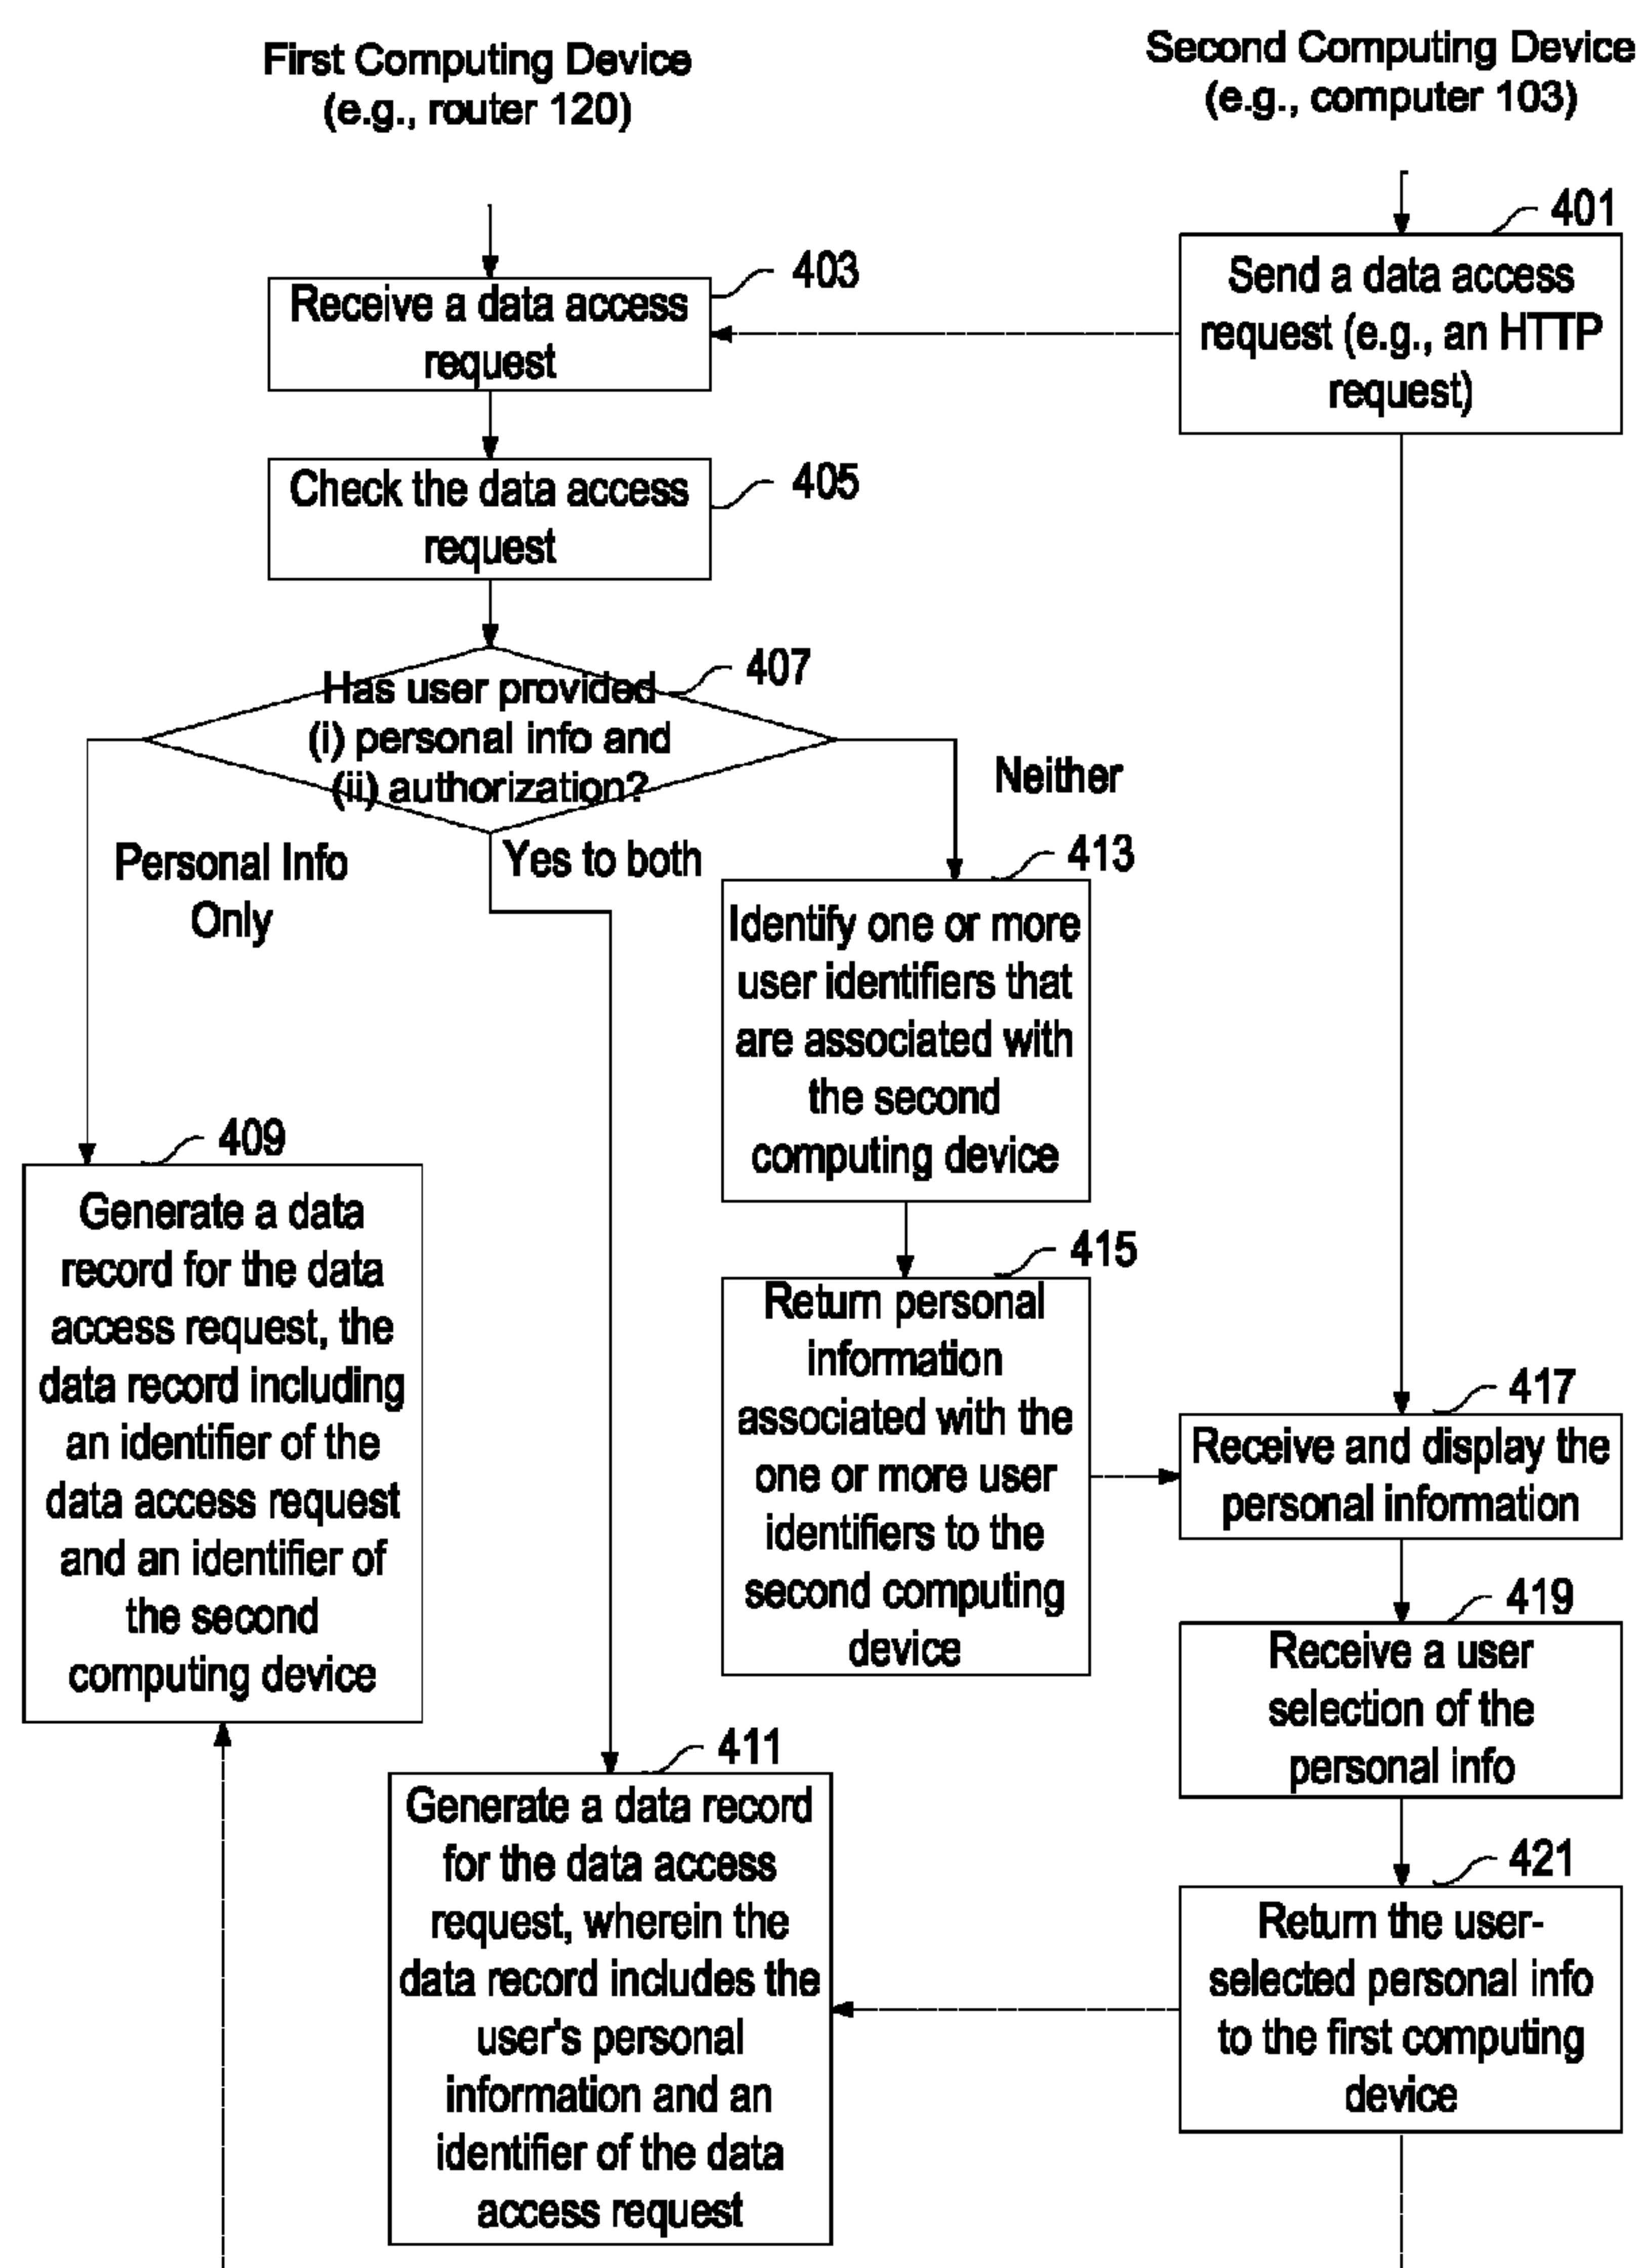 First Computing Device
(e.g., router 120)
Second Computing Device
(e.g., computer 103)
401
Send a data access
request (e.g., an HTTP
request)
403
Receive a data access
request
405
Check the data access
request
407
Has user provided
(i) personal info and
(ii) authorization?
Neither
Yes to both
Personal Info
Only
413
Identify one or more
user identifiers that
are associated with
the second
computing device
409
Generate a data
record for the data
access request, the
data record including
an identifier of the
data access request
and an identifier of
the second
computing device
415
Return personal
information
associated with the
one or more user
identifiers to the
second computing
device
417
Receive and display the
personal information
419
Receive a user
selection of the
personal info
411
Generate a data record
for the data access
request, wherein the
data record includes the
user's personal
information and an
identifier of the data
access request
421
Return the user-
selected personal info
to the first computing
device